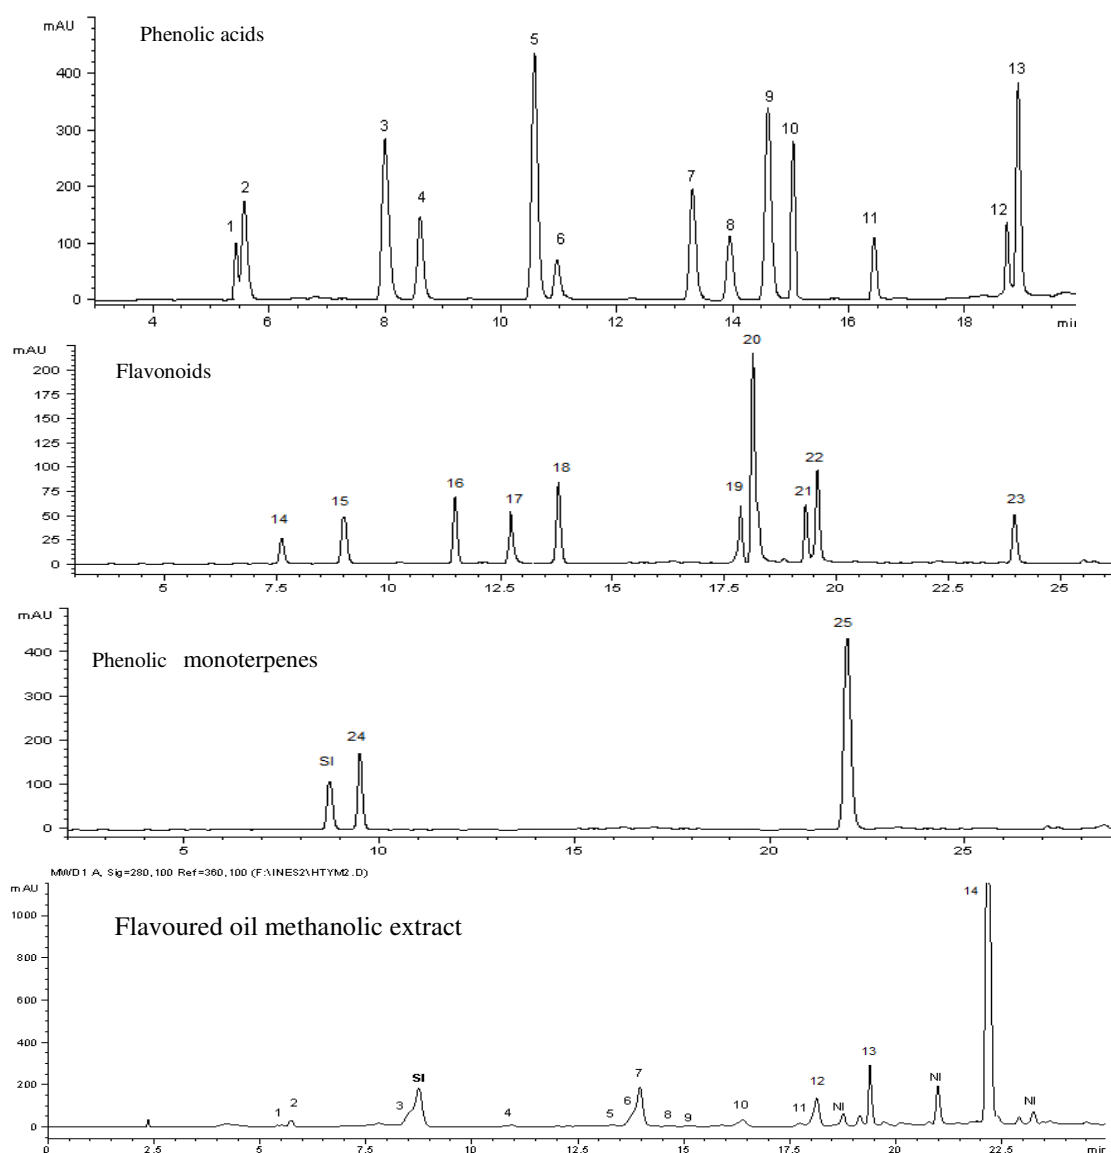 mAU
Phenolic acids
1 2 3 4 5 6 7 8 9 10 11 12 13
400
300
200
100
0
4 6 8 10 12 14 16 18 mir
mAU
Flavonoids
14 15 16 17 18 19 20 21 22 23
200
175
150
125
100
75
50
25
0
5 7.5 10 12.5 15 17.5 20 22.5 25
mAU
Phenolic monoterpenes
SI 24 25
400
300
200
100
0
5 10 15 20 25
MWD1 A, Sig=280,100 Ref=360,100 (F:\INES2\HTYM2.D)
mAU
Flavoured oil methanolic extract
1 2 3 SI 4 5 6 7 8 9 10 11 12 NI 13 NI 14 NI
1000
800
600
400
200
0
0 2.5 5 7.5 10 12.5 15 17.5 20 22.5 mir